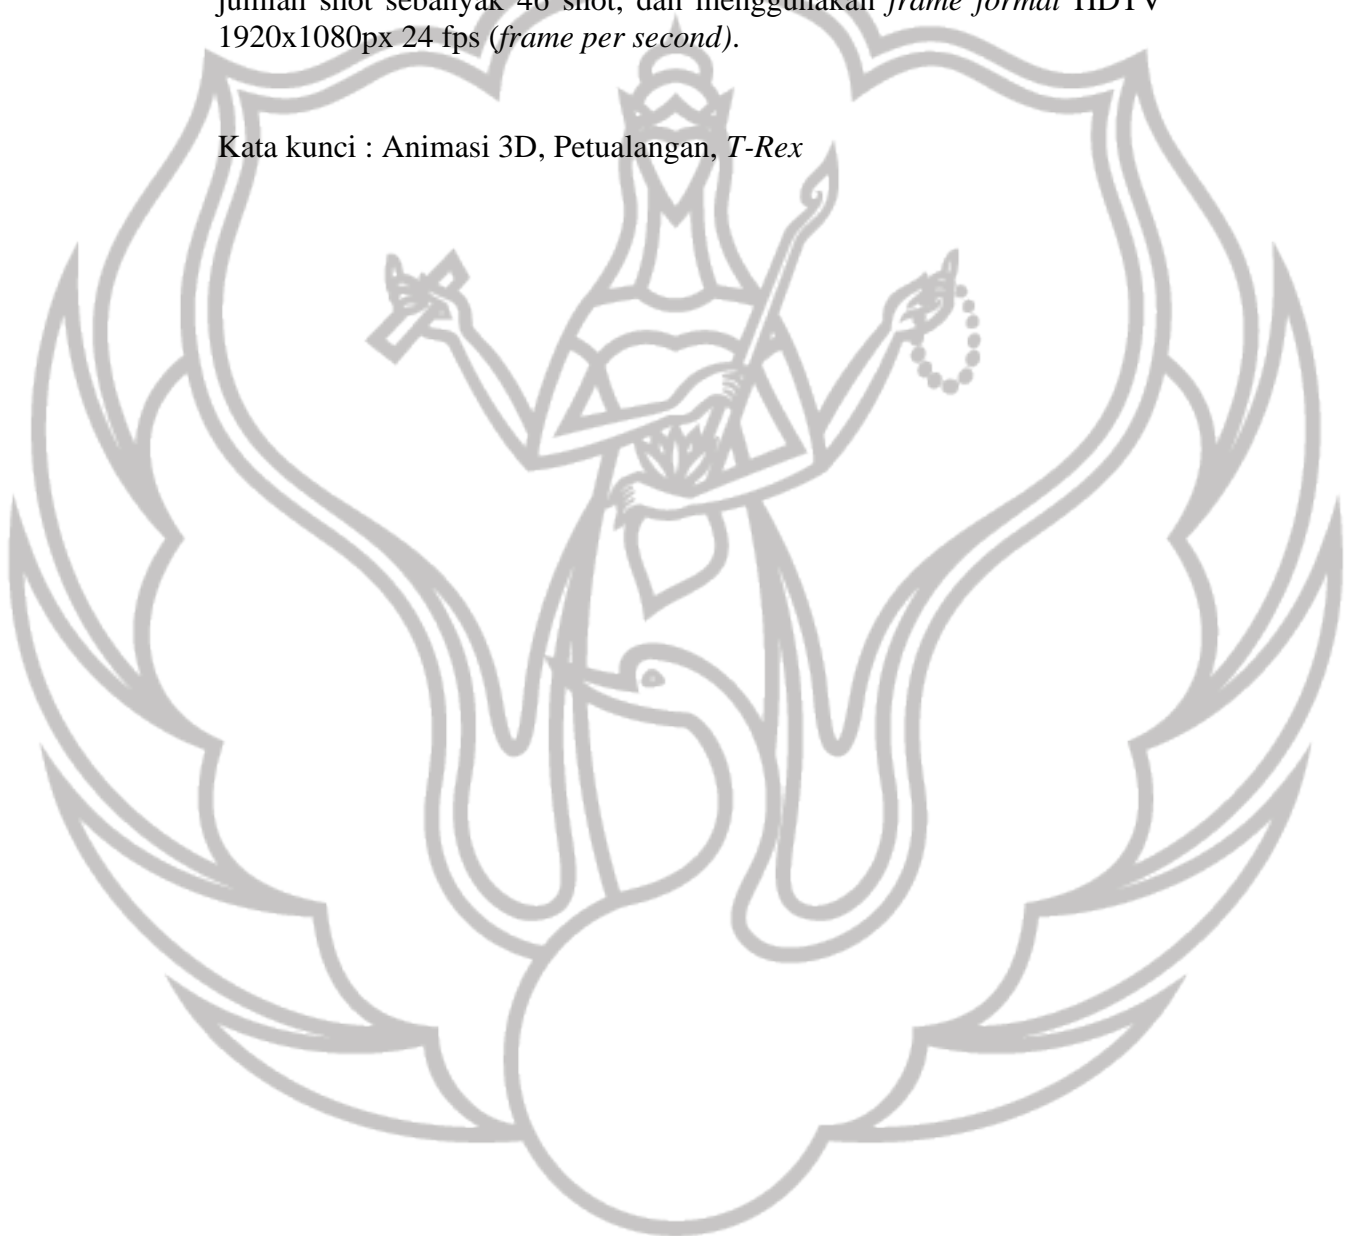 jumlah shot sebanyak 46 shot, dan menggunakan frame format HDTV
1920x1080px 24 fps (frame per second).
Kata kunci : Animasi 3D, Petualangan, T-Rex